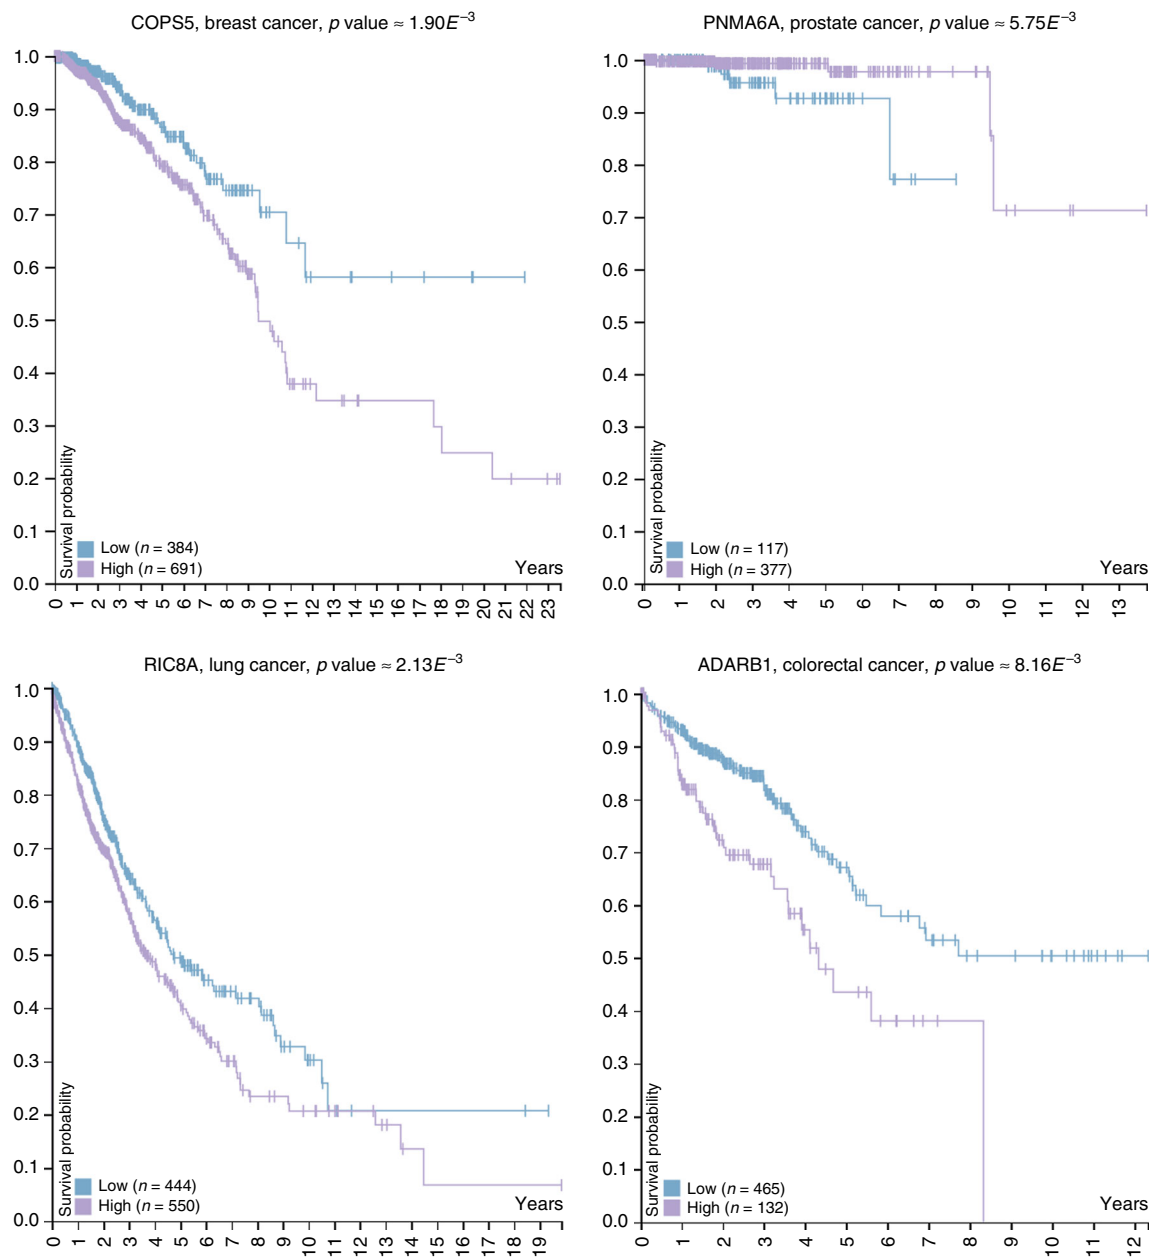 COPS5, breast cancer, p value ≈ 1.90E⁻³
1.0
0.9
0.8
0.7
0.6
0.5
0.4
0.3
0.2
0.1
0.0
Survival probability
Low (n = 384)
High (n = 691)
Years
0 1 2 3 4 5 6 7 8 9 10 11 12 13 14 15 16 17 18 19 20 21 22 23
PNMA6A, prostate cancer, p value ≈ 5.75E⁻³
1.0
0.9
0.8
0.7
0.6
0.5
0.4
0.3
0.2
0.1
0.0
Survival probability
Low (n = 117)
High (n = 377)
Years
0 1 2 3 4 5 6 7 8 9 10 11 12 13
RIC8A, lung cancer, p value ≈ 2.13E⁻³
1.0
0.9
0.8
0.7
0.6
0.5
0.4
0.3
0.2
0.1
0.0
Survival probability
Low (n = 444)
High (n = 550)
Years
0 1 2 3 4 5 6 7 8 9 10 11 12 13 14 15 16 17 18 19
ADARB1, colorectal cancer, p value ≈ 8.16E⁻³
1.0
0.9
0.8
0.7
0.6
0.5
0.4
0.3
0.2
0.1
0.0
Survival probability
Low (n = 465)
High (n = 132)
Years
0 1 2 3 4 5 6 7 8 9 10 11 12